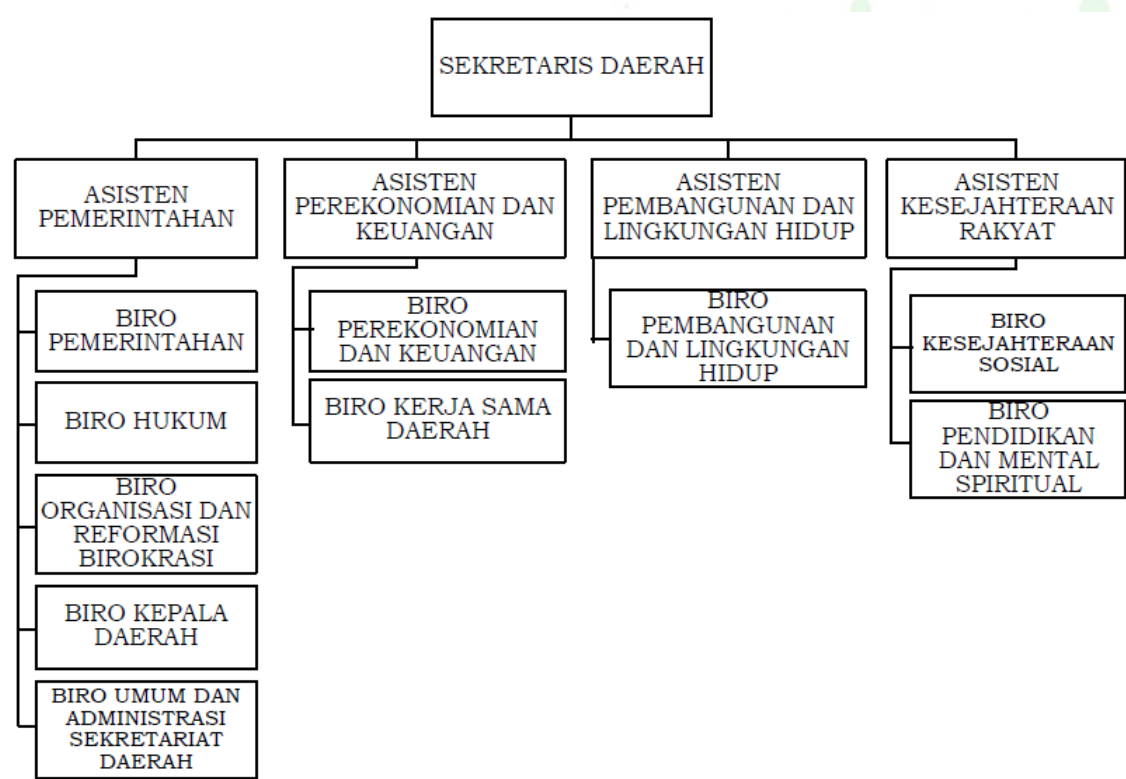 SEKRETARIS DAERAH
ASISTEN
PEMERINTAHAN
ASISTEN
PEREKONOMIAN DAN
KEUANGAN
ASISTEN
PEMBANGUNAN DAN
LINGKUNGAN HIDUP
ASISTEN
KESEJAHTERAAN
RAKYAT
BIRO
PEMERINTAHAN
BIRO HUKUM
BIRO
ORGANISASI DAN
REFORMASI
BIROKRASI
BIRO KEPALA
DAERAH
BIRO UMUM DAN
ADMINISTRASI
SEKRETARIAT
DAERAH
BIRO
PEREKONOMIAN
DAN KEUANGAN
BIRO KERJA SAMA
DAERAH
BIRO
PEMBANGUNAN
DAN LINGKUNGAN
HIDUP
BIRO
KESEJAHTERAAN
SOSIAL
BIRO
PENDIDIKAN
DAN MENTAL
SPIRITUAL